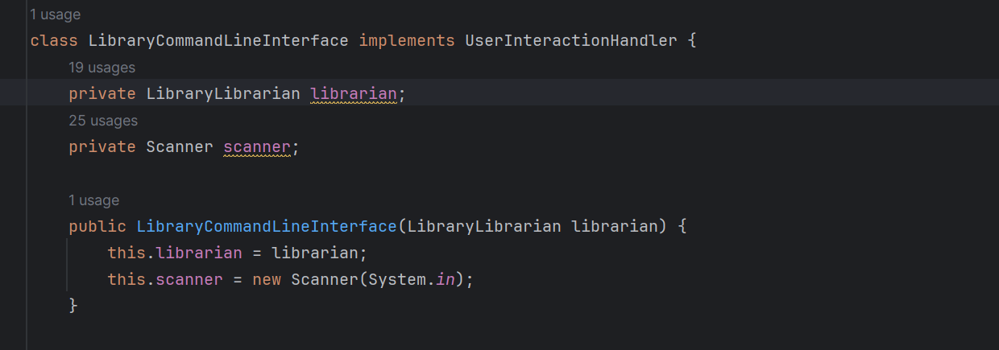 1 usage
class LibraryCommandLineInterface implements UserInteractionHandler {
19 usages
private LibraryLibrarian librarian;
25 usages
private Scanner scanner;
1 usage
public LibraryCommandLineInterface(LibraryLibrarian librarian) {
this.librarian = librarian;
this.scanner = new Scanner(System.in);
}